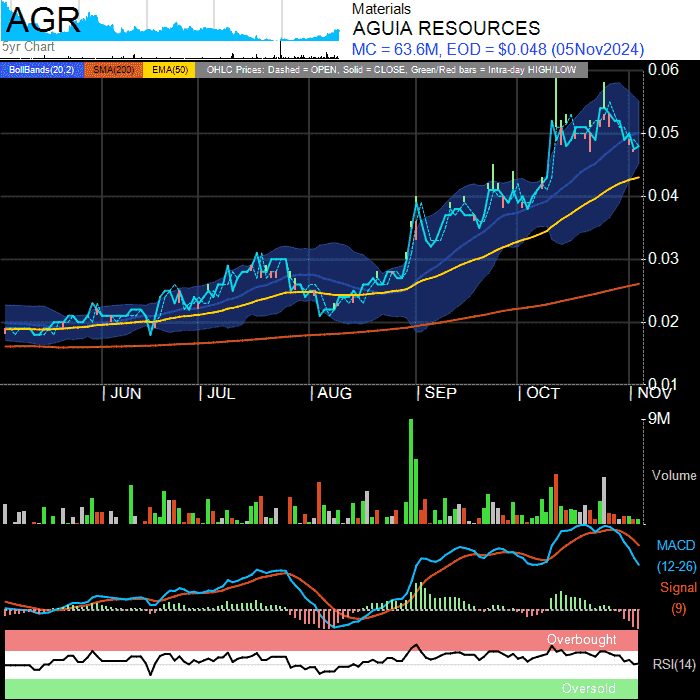 AGR
5yr Chart
Materials
AGUIA RESOURCES
MC = 63.6M, EOD = $0.048 (05Nov2024)
BollBands(20,2) SMA(200) EMA(50) OHLC Prices: Dashed = OPEN, Solid = CLOSE, Green/Red bars = Intra-day HIGH/LOW
0.06
0.05
0.04
0.03
0.02
0.01
| JUN | JUL | AUG | SEP | OCT | NOV
9M
Volume
MACD
(12-26)
Signal
(9)
Overbought
RSI(14)
Oversold